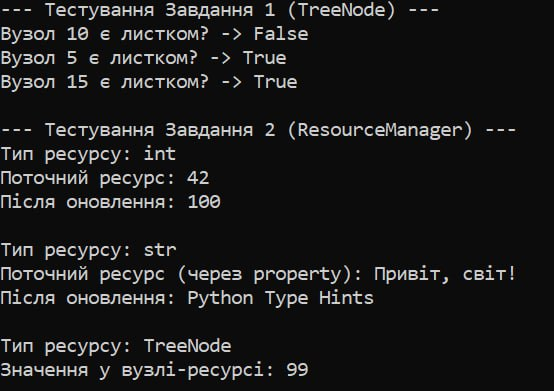 --- Тестування Завдання 1 (TreeNode) ---
Вузол 10 є листком? -> False
Вузол 5 є листком? -> True
Вузол 15 є листком? -> True

--- Тестування Завдання 2 (ResourceManager) ---
Тип ресурсу: int
Поточний ресурс: 42
Після оновлення: 100

Тип ресурсу: str
Поточний ресурс (через property): Привіт, світ!
Після оновлення: Python Type Hints

Тип ресурсу: TreeNode
Значення у вузлі-ресурсі: 99